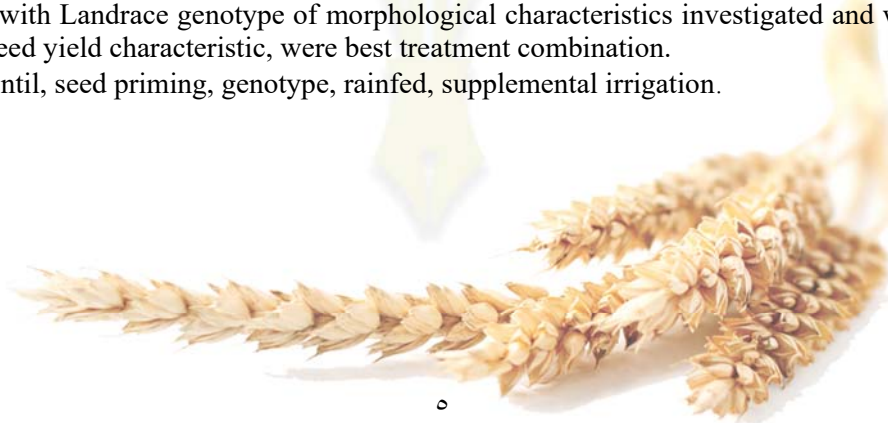 with Landrace genotype of morphological characteristics investigated and
eed yield characteristic, were best treatment combination.
ntil, seed priming, genotype, rainfed, supplemental irrigation.
۵